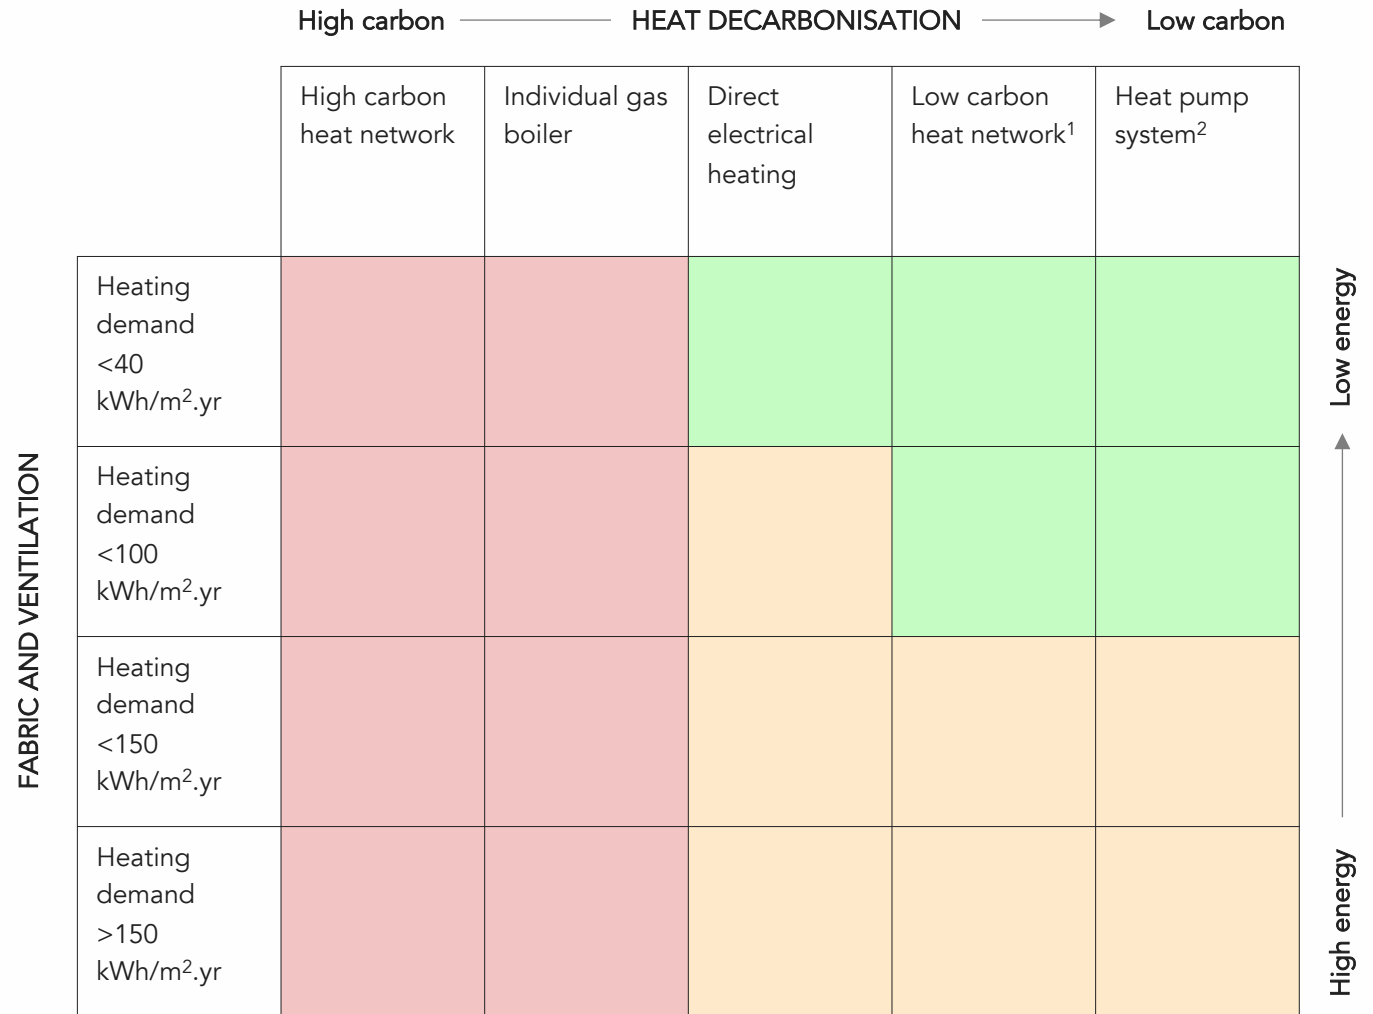 High carbon HEAT DECARBONISATION Low carbon
High carbon
heat network
Individual gas
boiler
Direct
electrical
heating
Low carbon
heat network¹
Heat pump
system²
FABRIC AND VENTILATION
Heating
demand
<40
kWh/m².yr
Heating
demand
<100
kWh/m².yr
Heating
demand
<150
kWh/m².yr
Heating
demand
>150
kWh/m².yr
Low energy
High energy